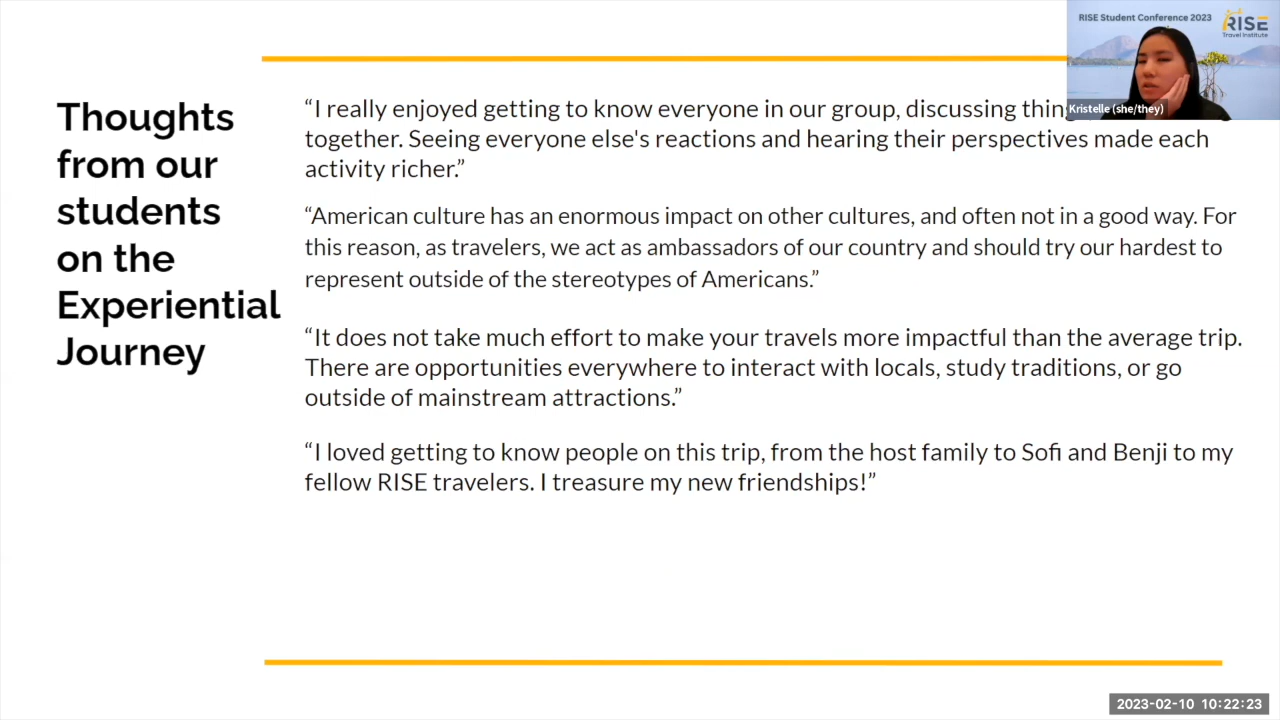 RISE Student Conference 2023
RISE
Travel Institute
Kristelle (she/they)
Thoughts
from our
students
on the
Experiential
Journey
“I really enjoyed getting to know everyone in our group, discussing
together. Seeing everyone else's reactions and hearing their perspectives made each
activity richer.”
“American culture has an enormous impact on other cultures, and often not in a good way. For
this reason, as travelers, we act as ambassadors of our country and should try our hardest to
represent outside of the stereotypes of Americans.”
“It does not take much effort to make your travels more impactful than the average trip.
There are opportunities everywhere to interact with locals, study traditions, or go
outside of mainstream attractions.”
“I loved getting to know people on this trip, from the host family to Sofi and Benji to my
fellow RISE travelers. I treasure my new friendships!”
2023-02-10 10:22:23